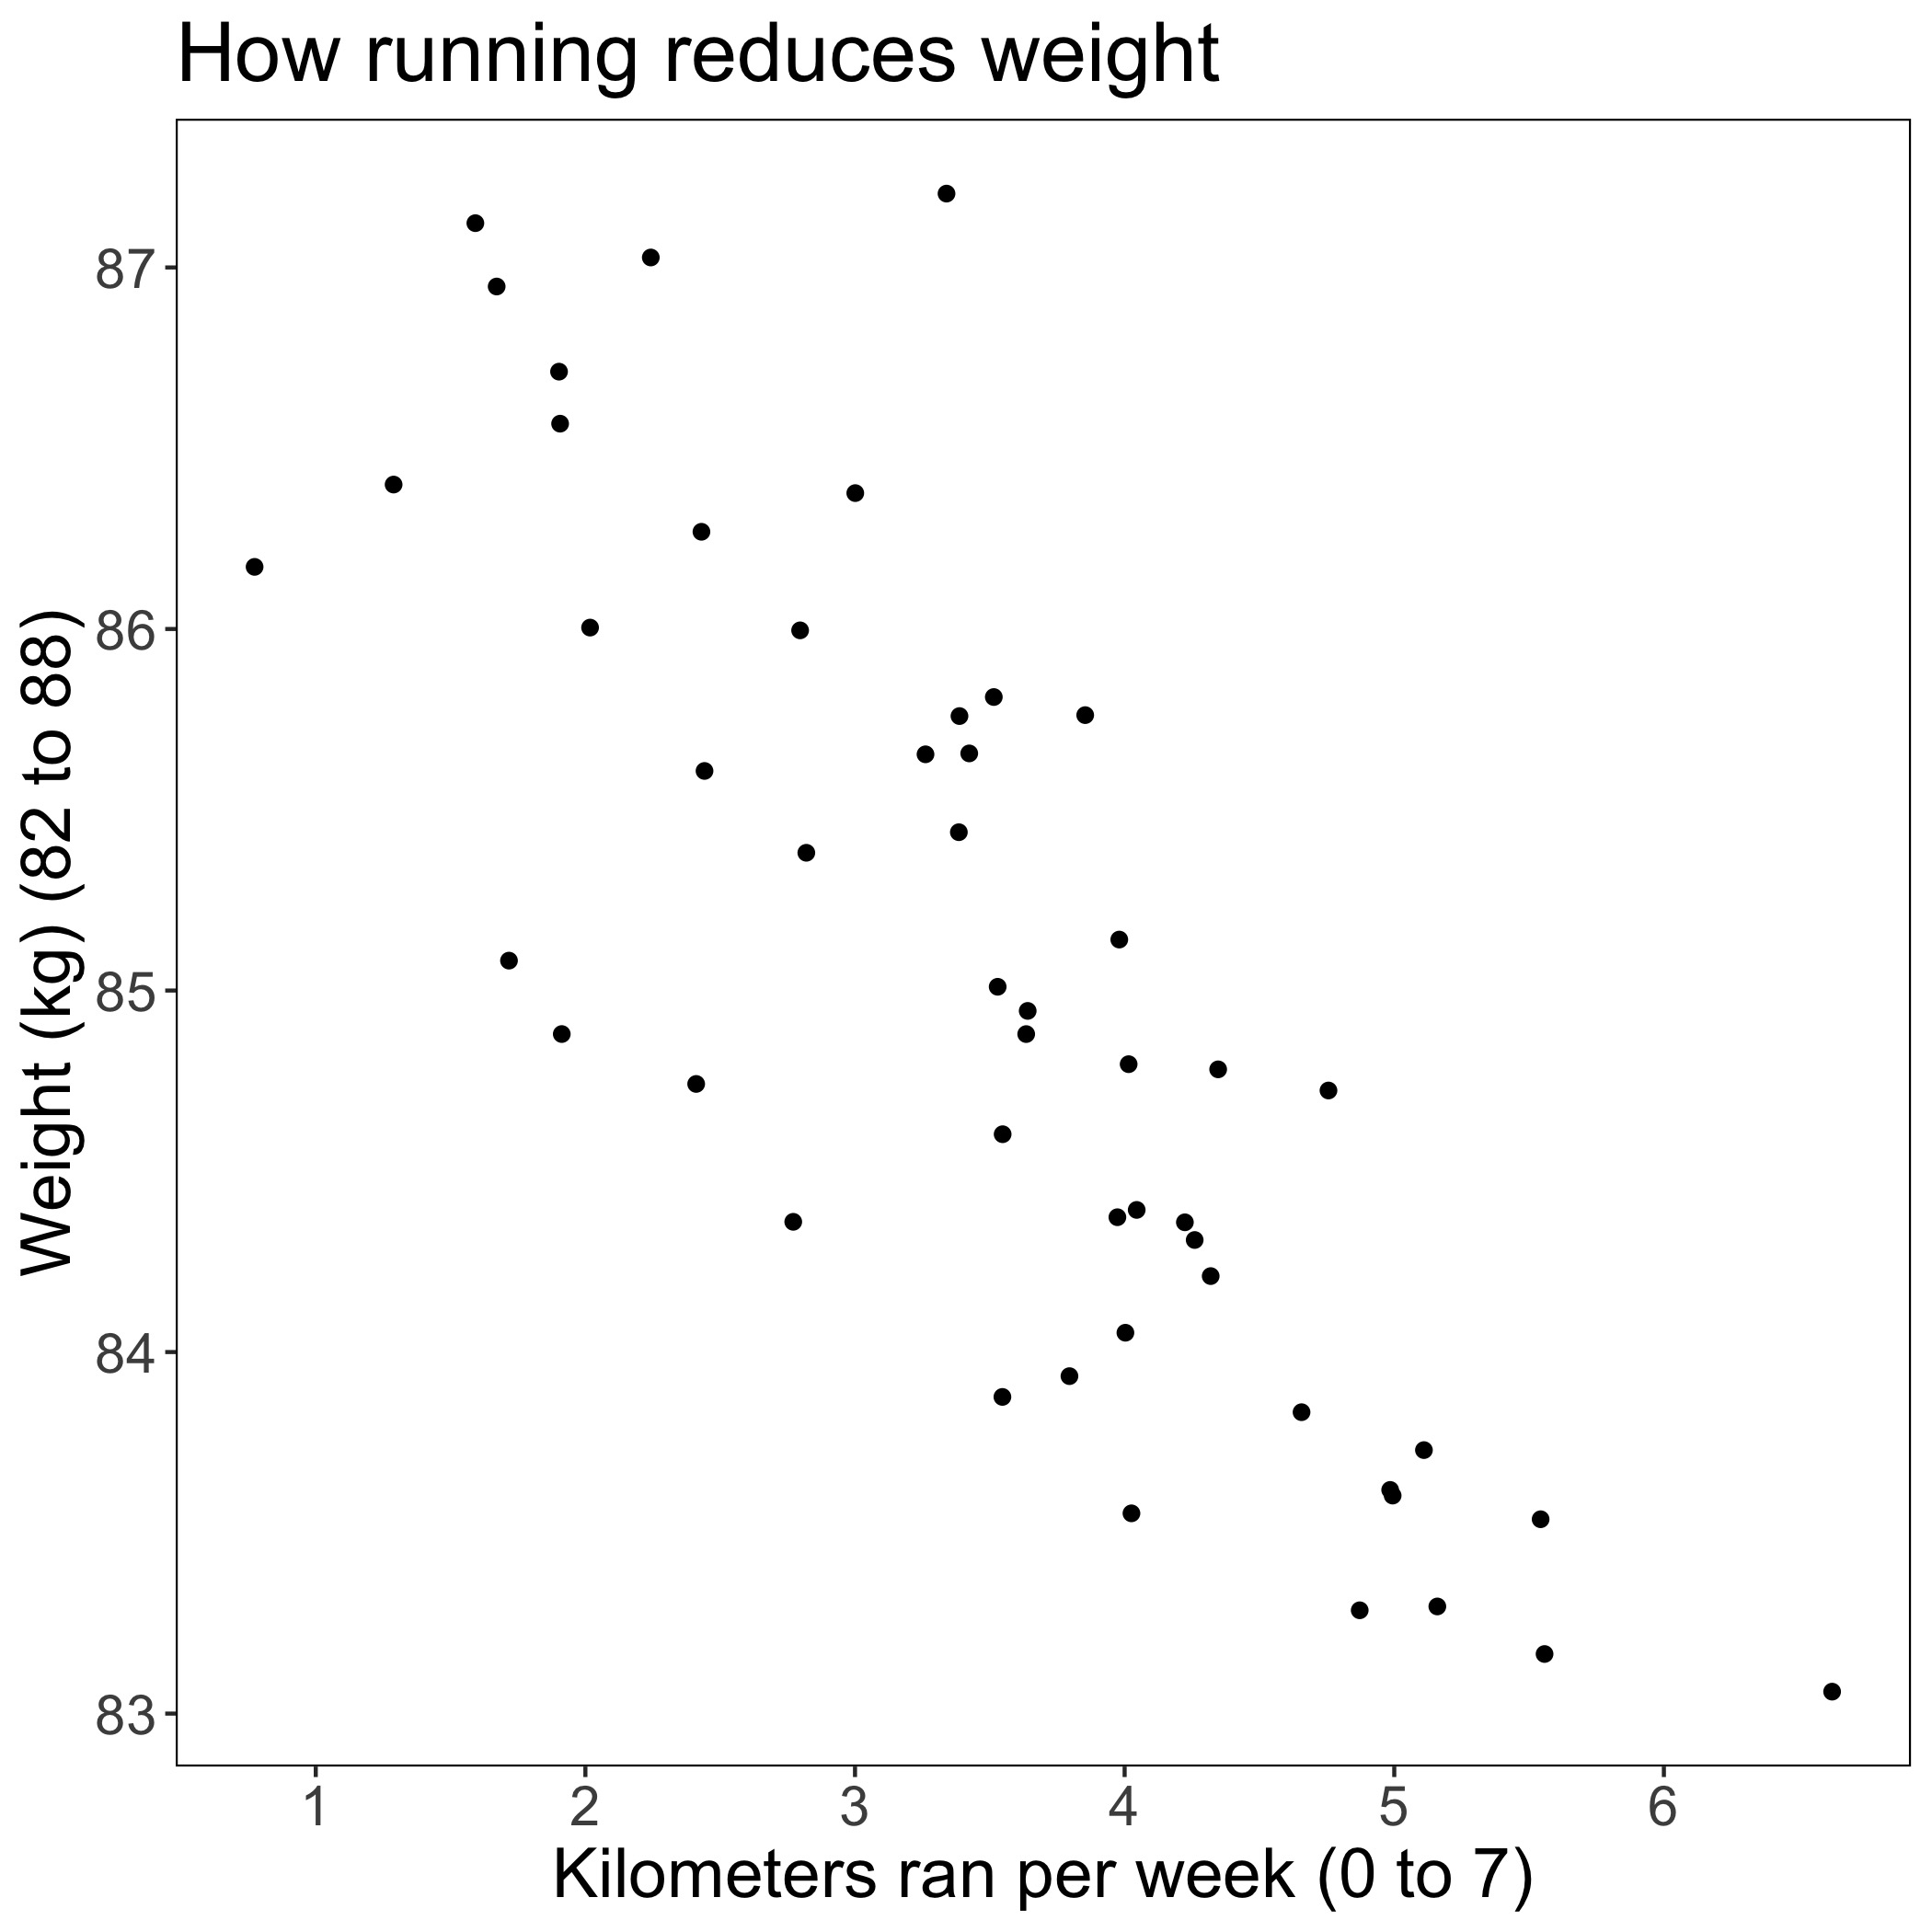 How running reduces weight
Weight (kg) (82 to 88)
87
86
85
84
83
1 2 3 4 5 6
Kilometers ran per week (0 to 7)